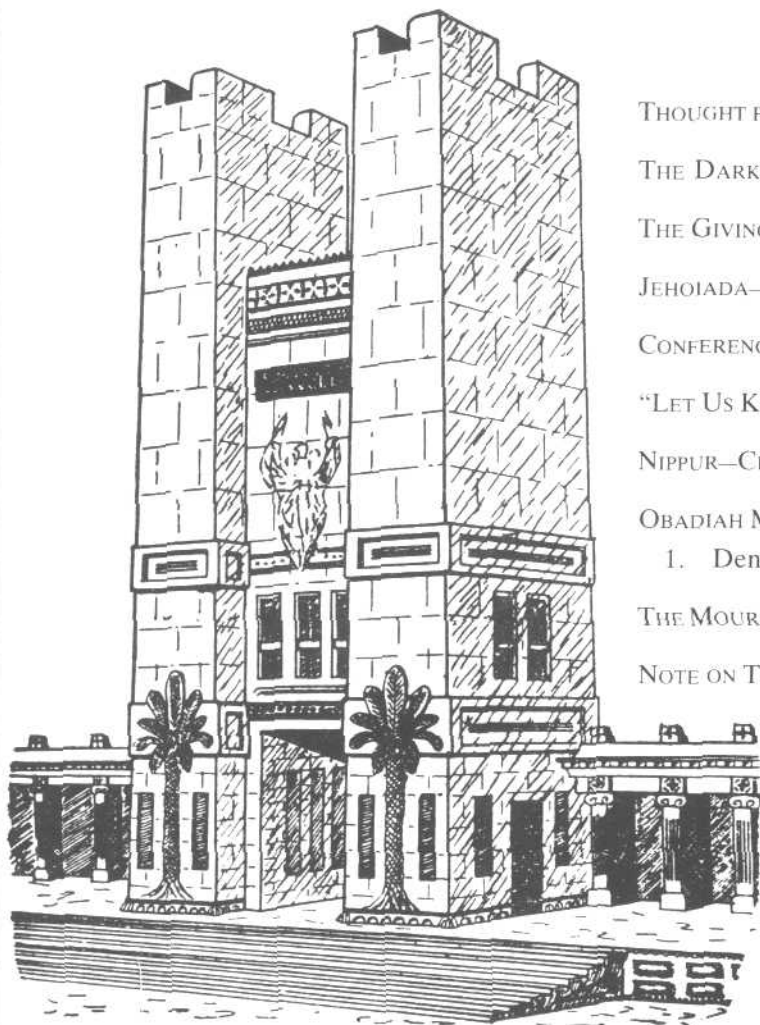 THOUGHT
THE DARK
THE GIVING
JEHOIADA–
CONFERENC
“LET US K
NIPPUR–C
OBADIAH
1. Den
THE MOUR
NOTE ON T